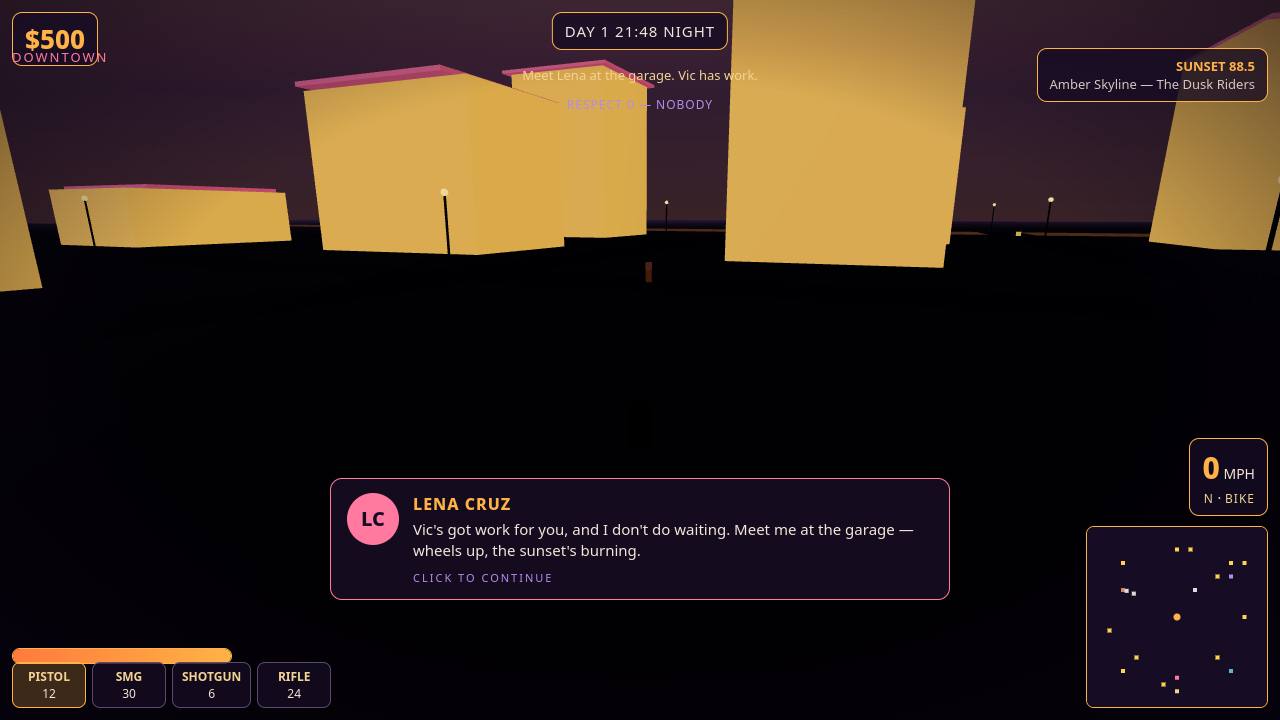 $500
DOWNTOWN
DAY 1 21:48 NIGHT
Meet Lena at the garage. Vic has work.
RESPECT 0 — NOBODY
SUNSET 88.5
Amber Skyline — The Dusk Riders
LC
LENA CRUZ
Vic's got work for you, and I don't do waiting. Meet me at the garage —
wheels up, the sunset's burning.
CLICK TO CONTINUE
0 MPH
N · BIKE
PISTOL
12
SMG
30
SHOTGUN
6
RIFLE
24